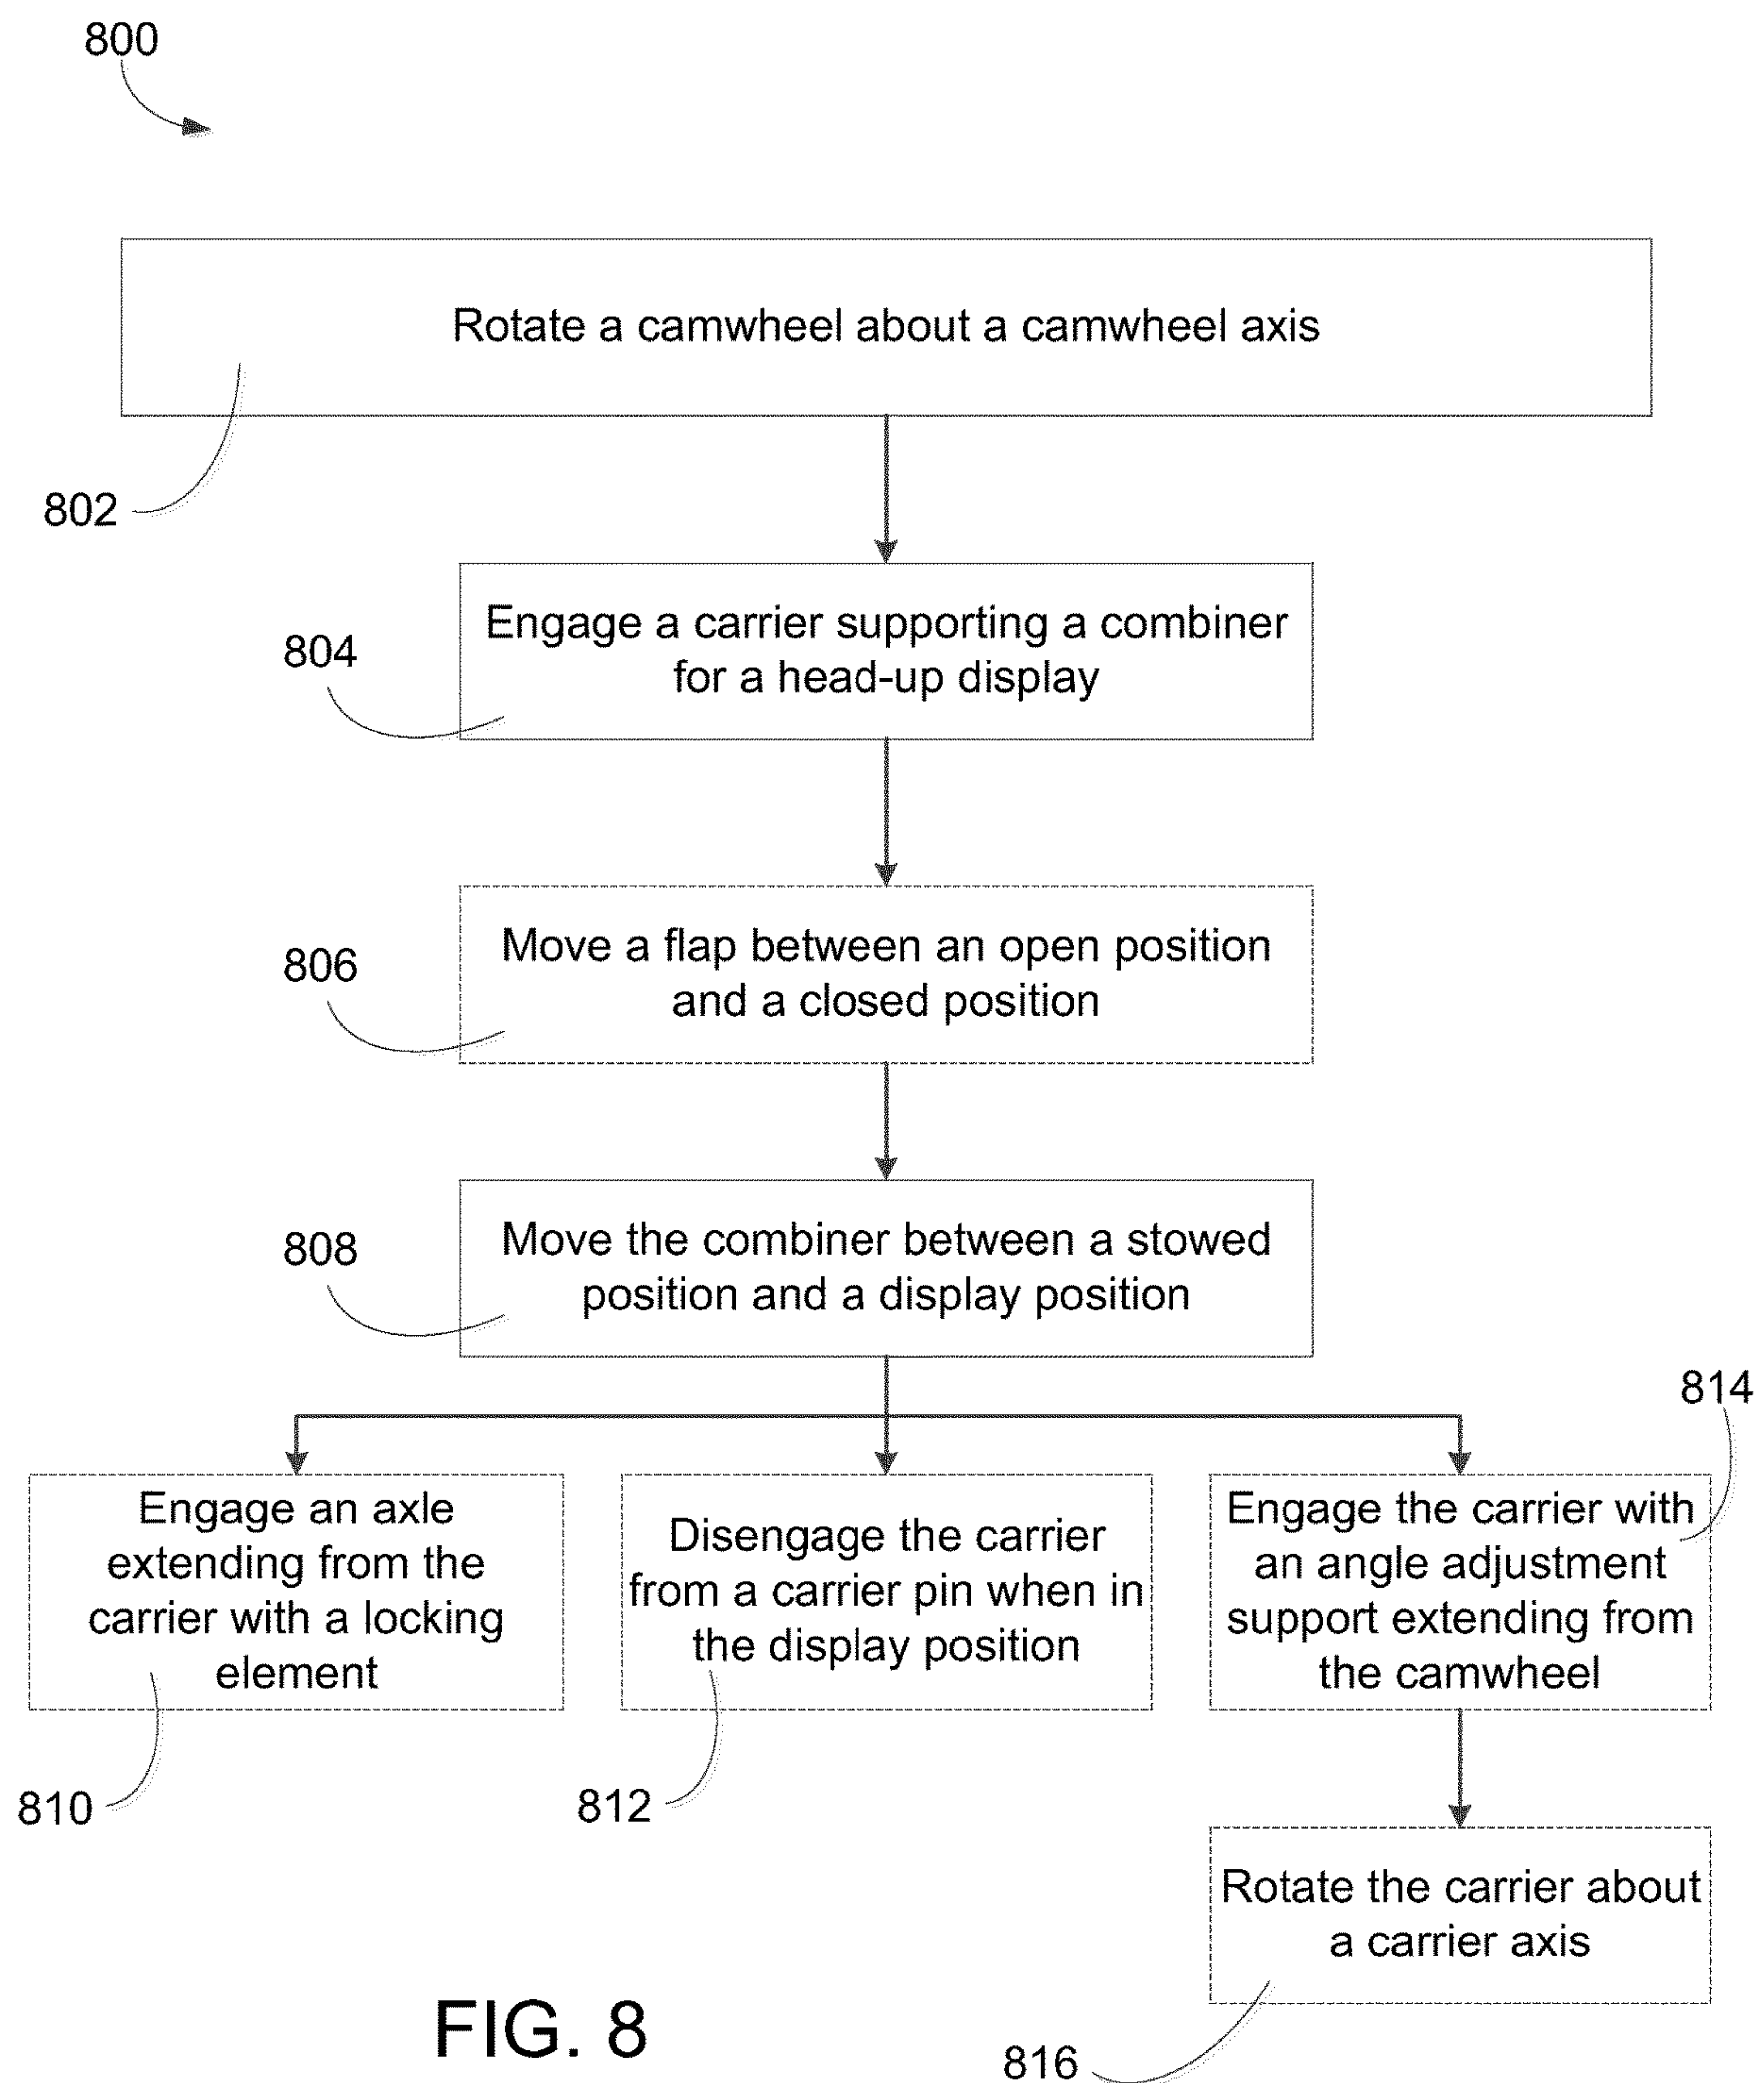 800
Rotate a camwheel about a camwheel axis
802
Engage a carrier supporting a combiner
for a head-up display
804
Move a flap between an open position
and a closed position
806
Move the combiner between a stowed
position and a display position
808
814
Engage an axle
extending from the
carrier with a locking
element
810
Disengage the carrier
from a carrier pin when in
the display position
812
Engage the carrier with
an angle adjustment
support extending from
the camwheel
Rotate the carrier about
a carrier axis
816
FIG. 8